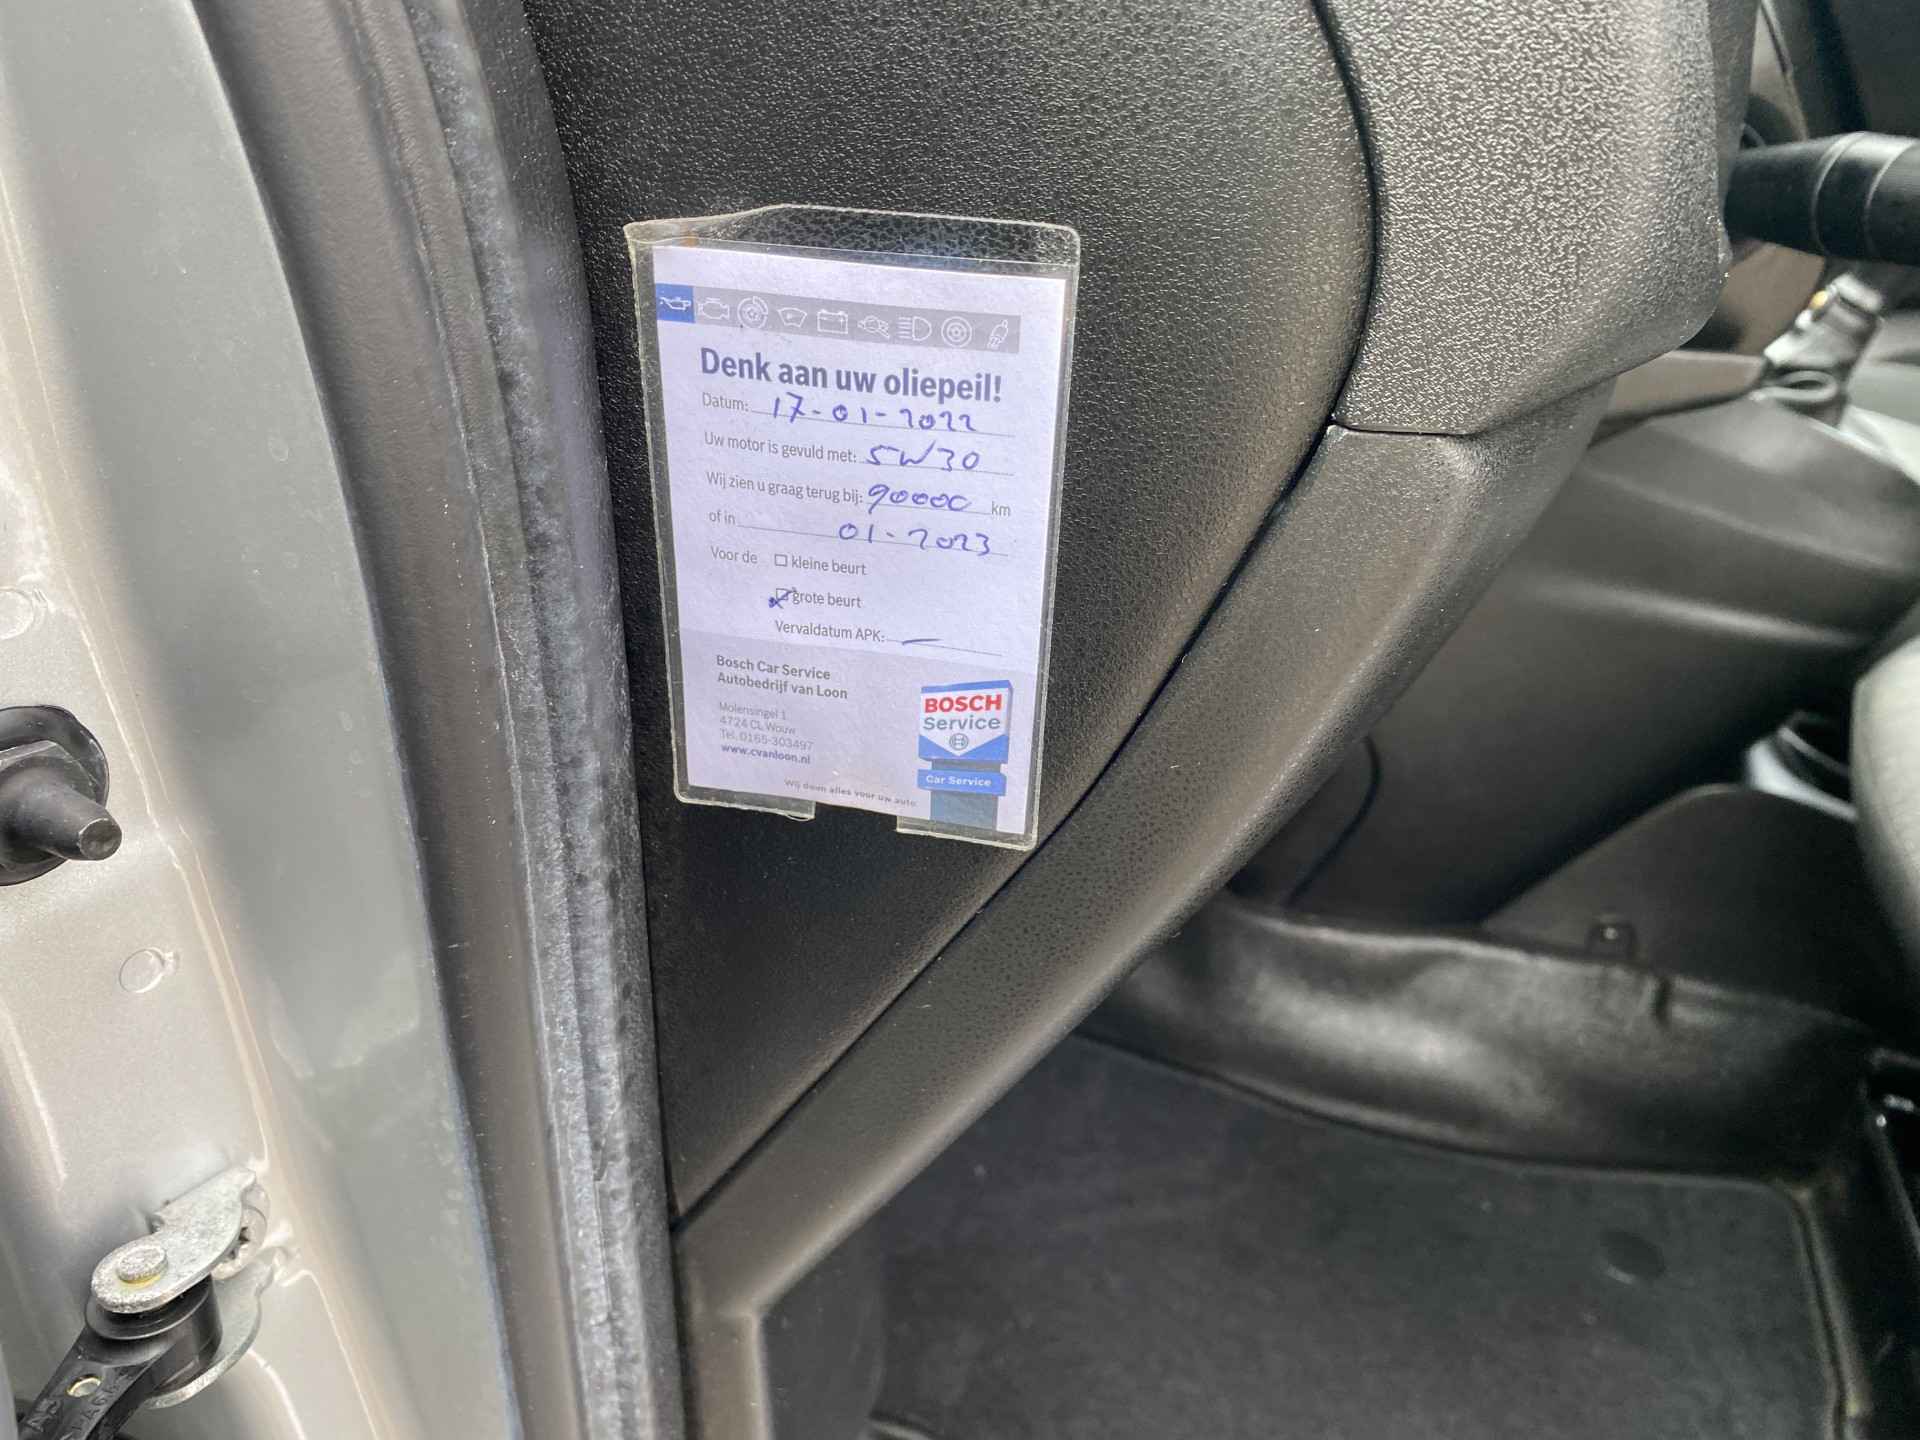 Denk aan uw oliepeil!
Datum: 17-01-2022
Uw motor is gevuld met: 5W30
Wij zien u graag terug bij: 90000 km
of in 01-2023
Voor de kleine beurt
grote beurt
Vervaldatum APK: —
Bosch Car Service
Autobedrijf van Loon
Molensingel 1
4724 CL Wouw
Tel. 0165-303497
www.cvanloon.nl
Wij doen alles voor uw auto
BOSCH
Service
Car Service